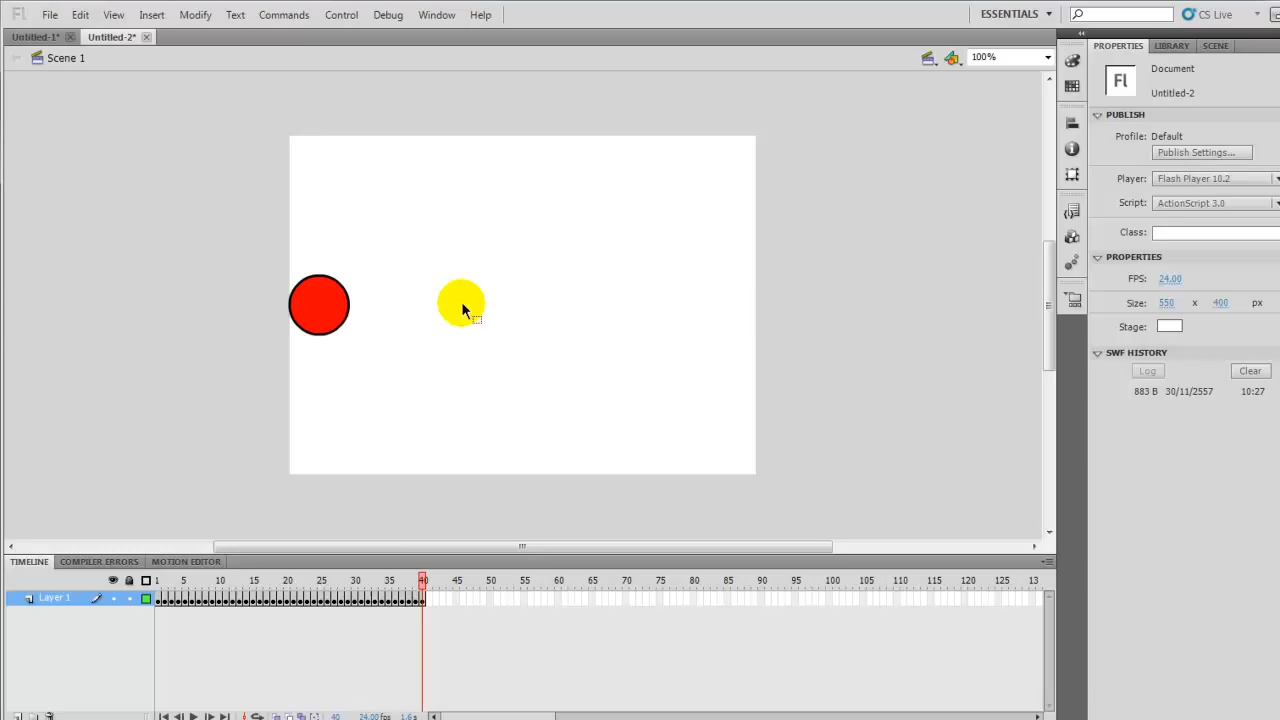 Fl File Edit View Insert Modify Text Commands Control Debug Window Help ESSENTIALS CS Live
Untitled-1* Untitled-2*
Scene 1 100%
PROPERTIES LIBRARY SCENE
Fl Document
Untitled-2
PUBLISH
Profile: Default
Publish Settings...
Player: Flash Player 10.2
Script: ActionScript 3.0
Class:
PROPERTIES
FPS: 24.00
Size: 550 x 400 px
Stage:
SWF HISTORY
Log Clear
883 B 30/11/2557 10:27
TIMELINE COMPILER ERRORS MOTION EDITOR
1 5 10 15 20 25 30 35 40 45 50 55 60 65 70 75 80 85 90 95 100 105 110 115 120 125 13
Layer 1
40 24.00 fps 1.6 s